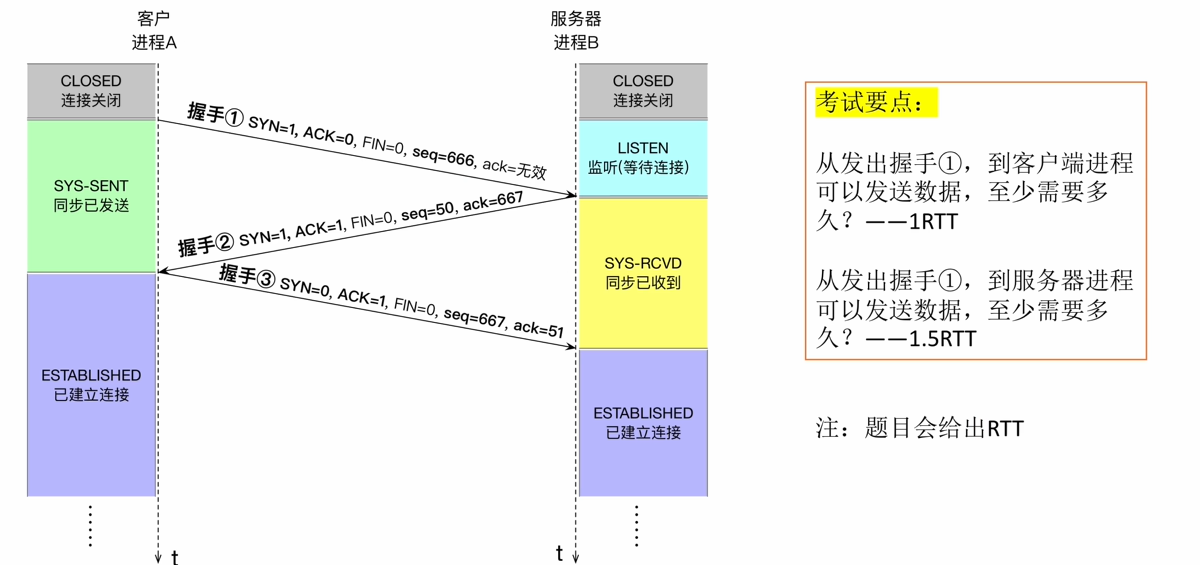 客户
进程A
服务器
进程B
CLOSED
连接关闭
CLOSED
连接关闭
握手① SYN=1, ACK=0, FIN=0, seq=666, ack=无效
LISTEN
监听(等待连接)
SYS-SENT
同步已发送
握手② SYN=1, ACK=1, FIN=0, seq=50, ack=667
SYS-RCVD
同步已收到
握手③ SYN=0, ACK=1, FIN=0, seq=667, ack=51
ESTABLISHED
已建立连接
ESTABLISHED
已建立连接
t
t
考试要点：
从发出握手①，到客户端进程
可以发送数据，至少需要多
久？——1RTT
从发出握手①，到服务器进程
可以发送数据，至少需要多
久？——1.5RTT
注：题目会给出RTT